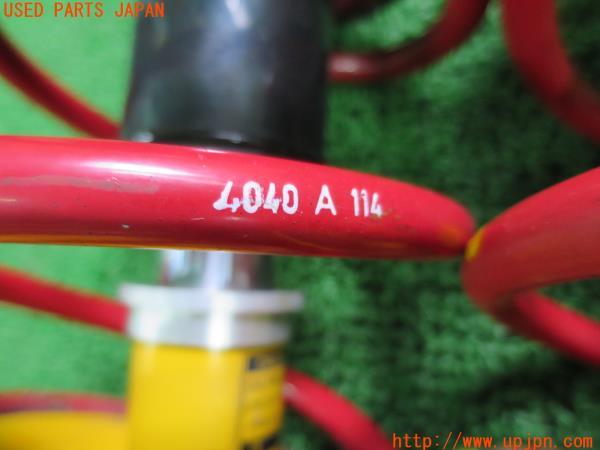 USED PARTS JAPAN
4040 A 114
http://www.upjpn.com/